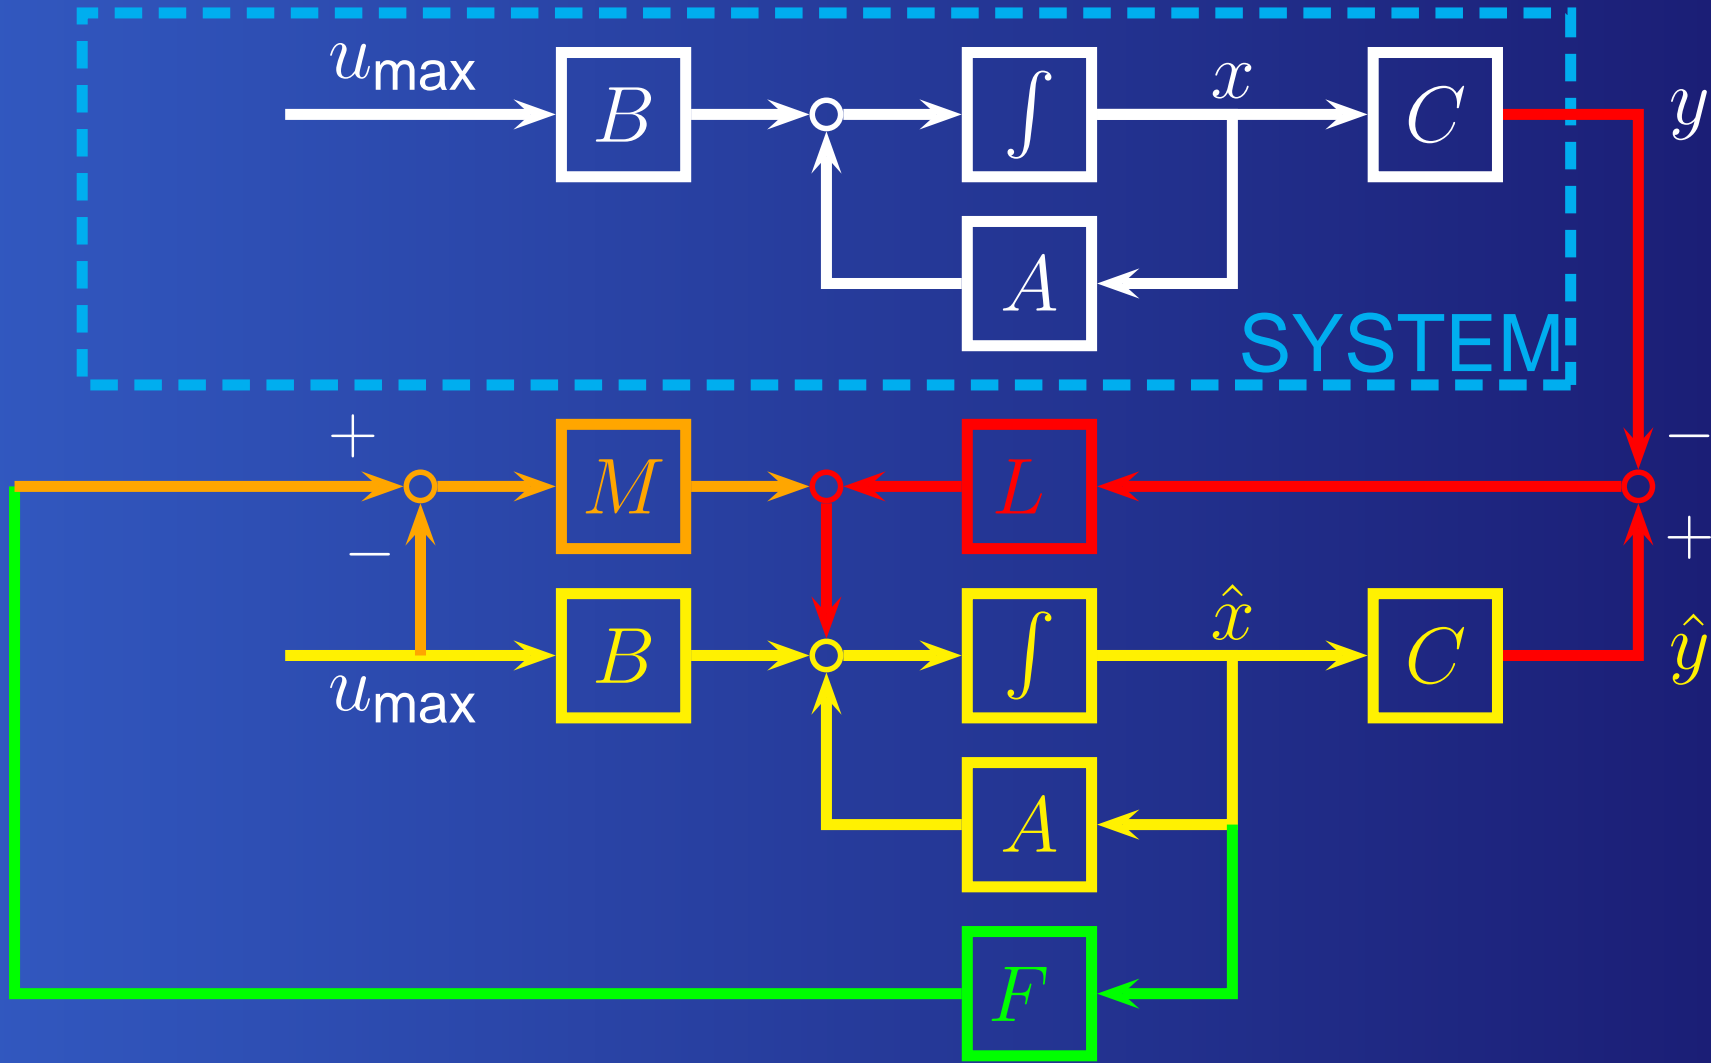 u_max B ∫ x C y
A
SYSTEM
+ M L −
− +
B ∫ x̂ C ŷ
u_max
A
F